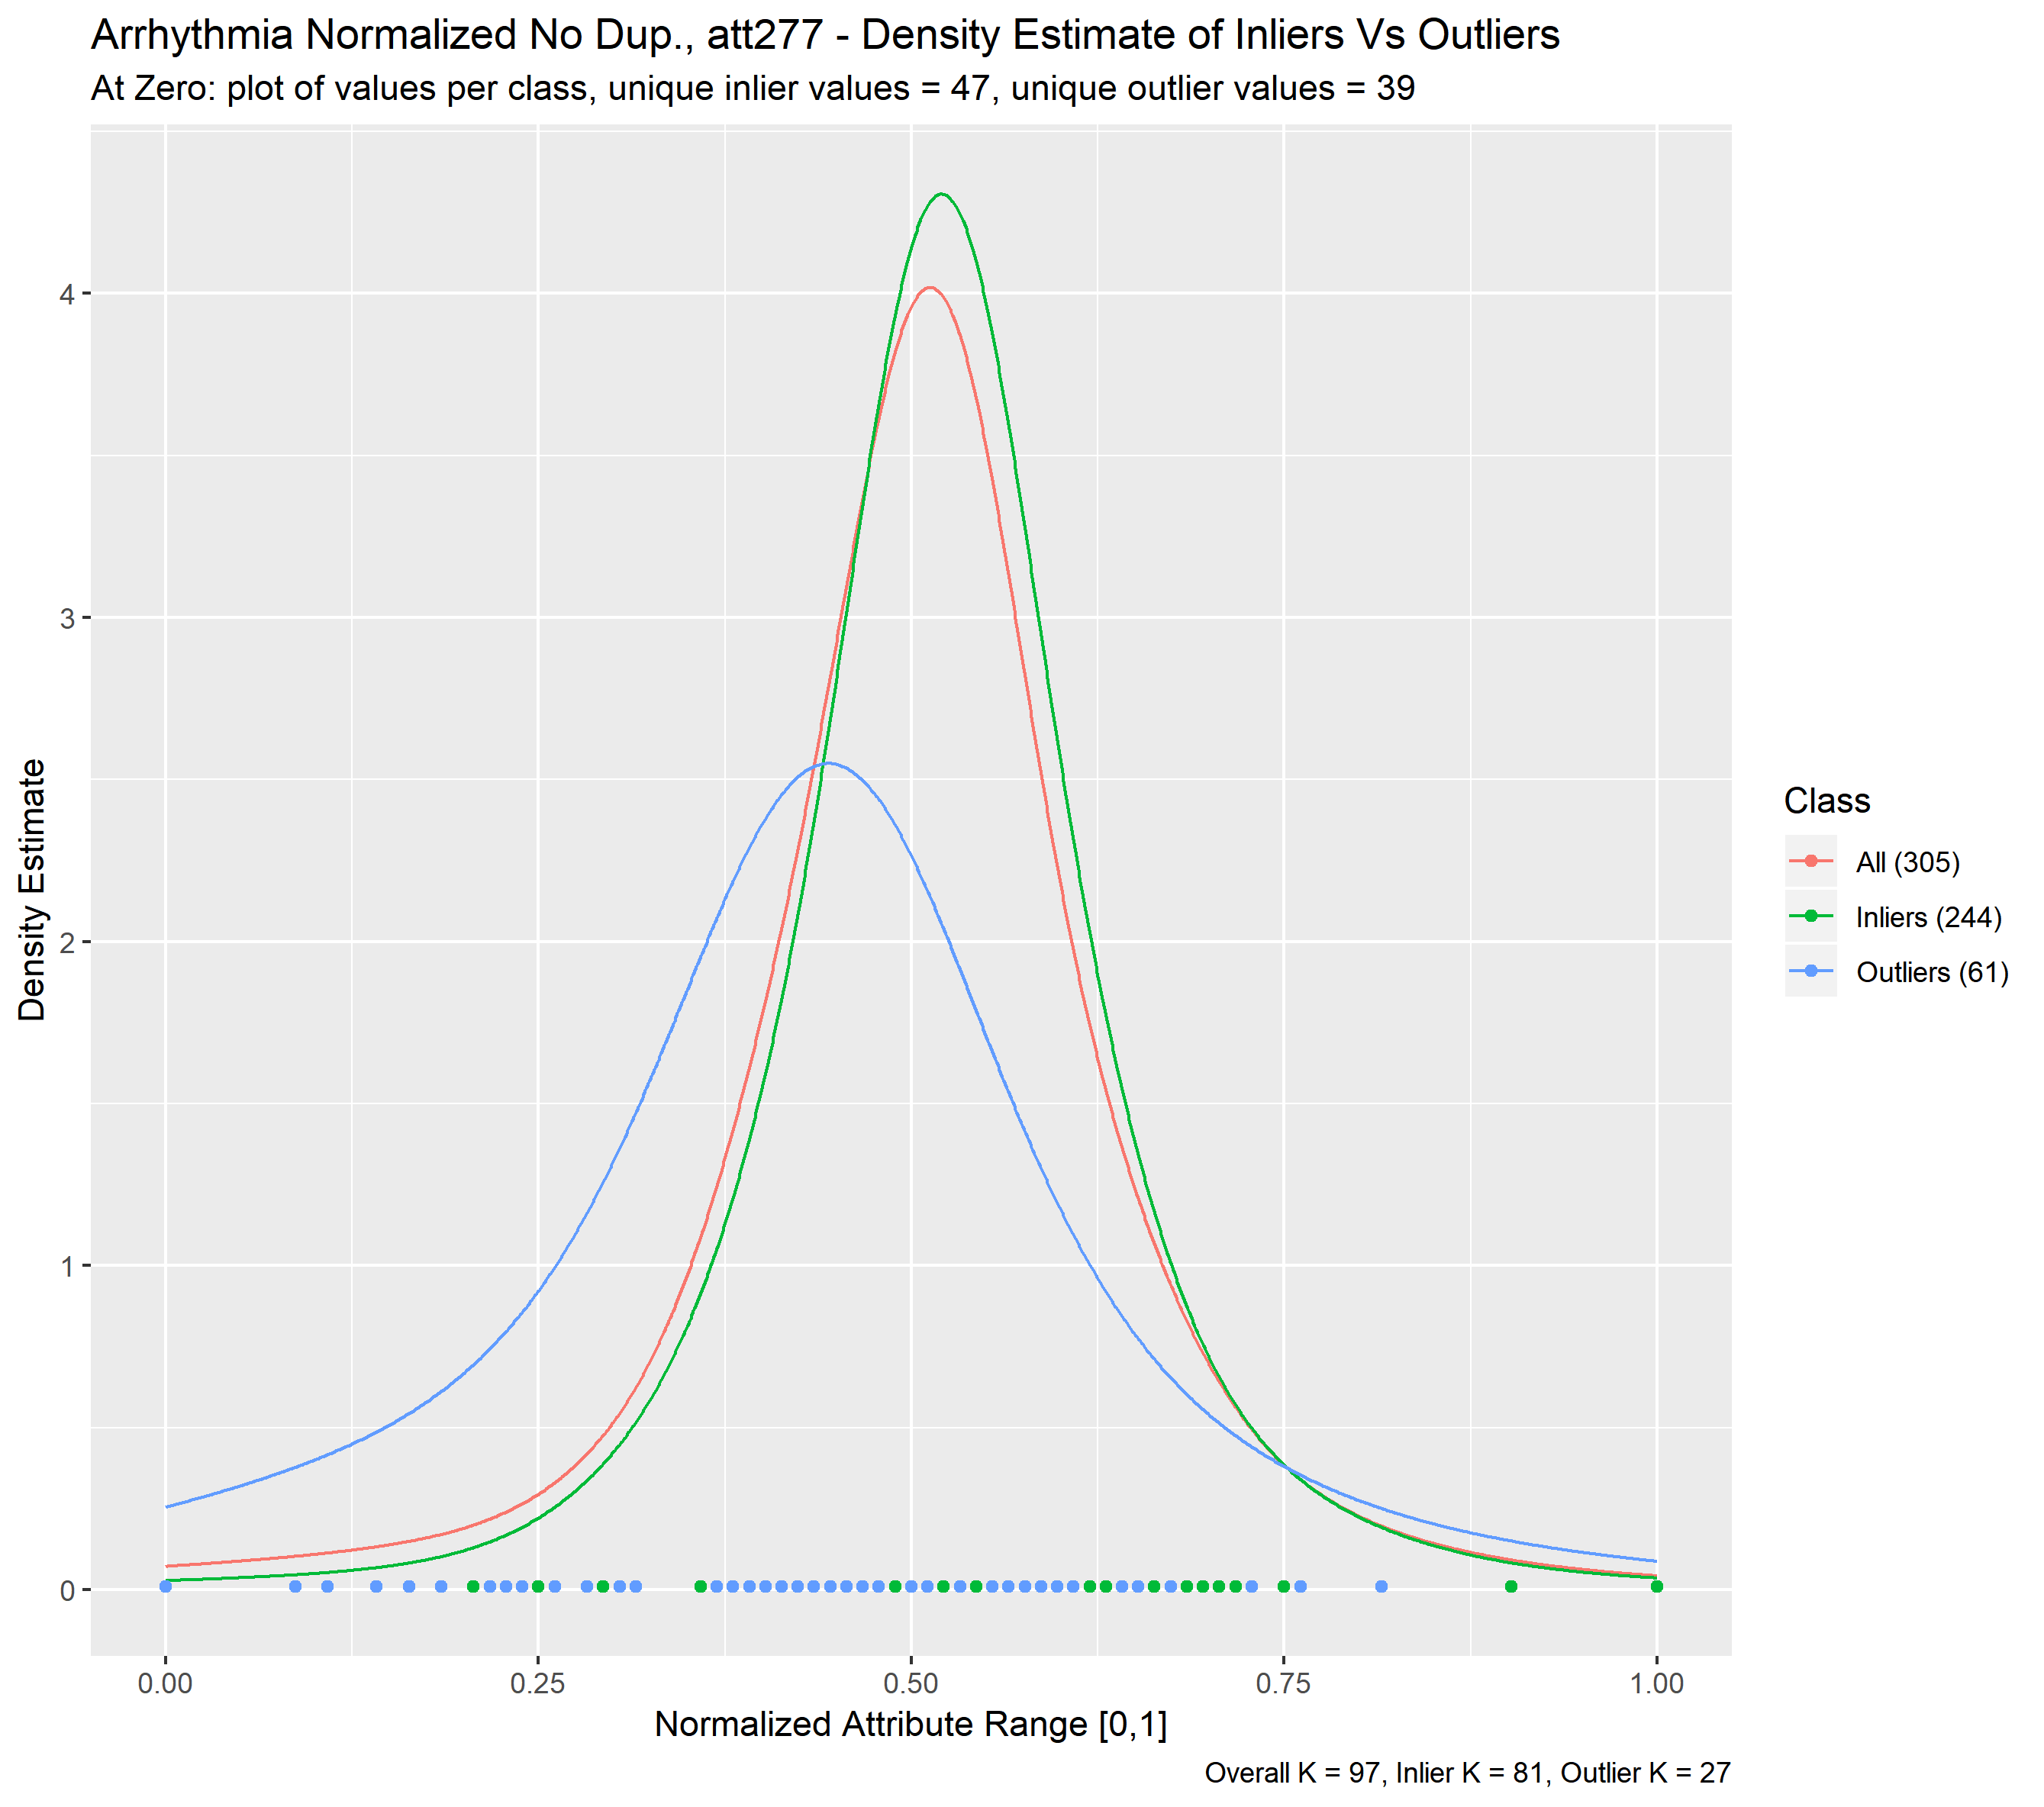 Arrhythmia Normalized No Dup., att277 - Density Estimate of Inliers Vs Outliers
At Zero: plot of values per class, unique inlier values = 47, unique outlier values = 39
4
3
2
1
0
Density Estimate
0.00 0.25 0.50 0.75 1.00
Normalized Attribute Range [0,1]
Class
All (305)
Inliers (244)
Outliers (61)
Overall K = 97, Inlier K = 81, Outlier K = 27